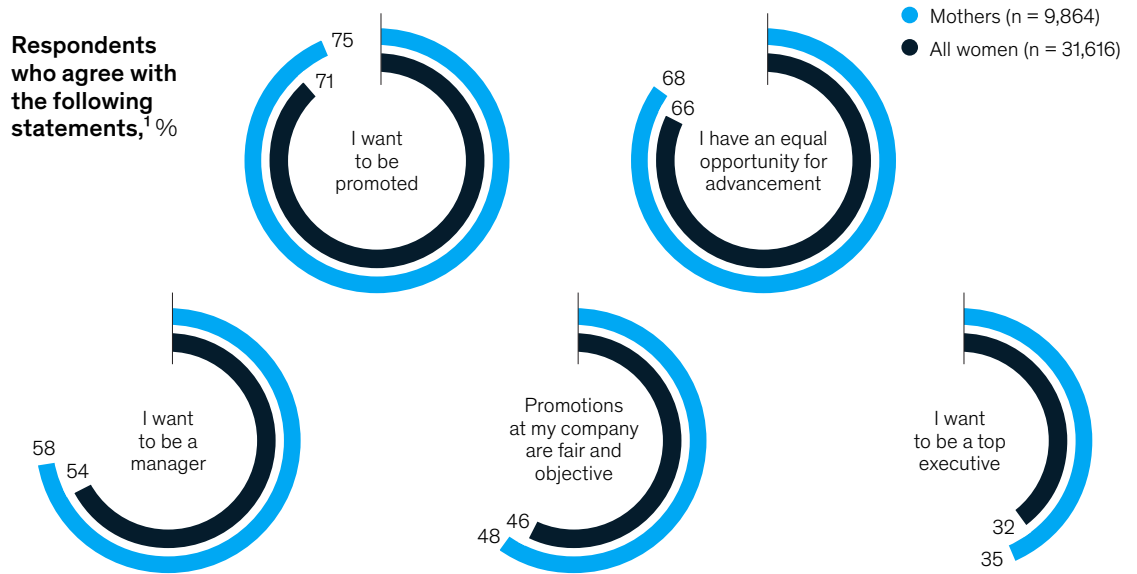 Respondents
who agree with
the following
statements,¹ %
Mothers (n = 9,864)
All women (n = 31,616)
75
71
I want
to be
promoted
68
66
I have an equal
opportunity for
advancement
58
54
I want
to be a
manager
48
46
Promotions
at my company
are fair and
objective
32
35
I want
to be a top
executive